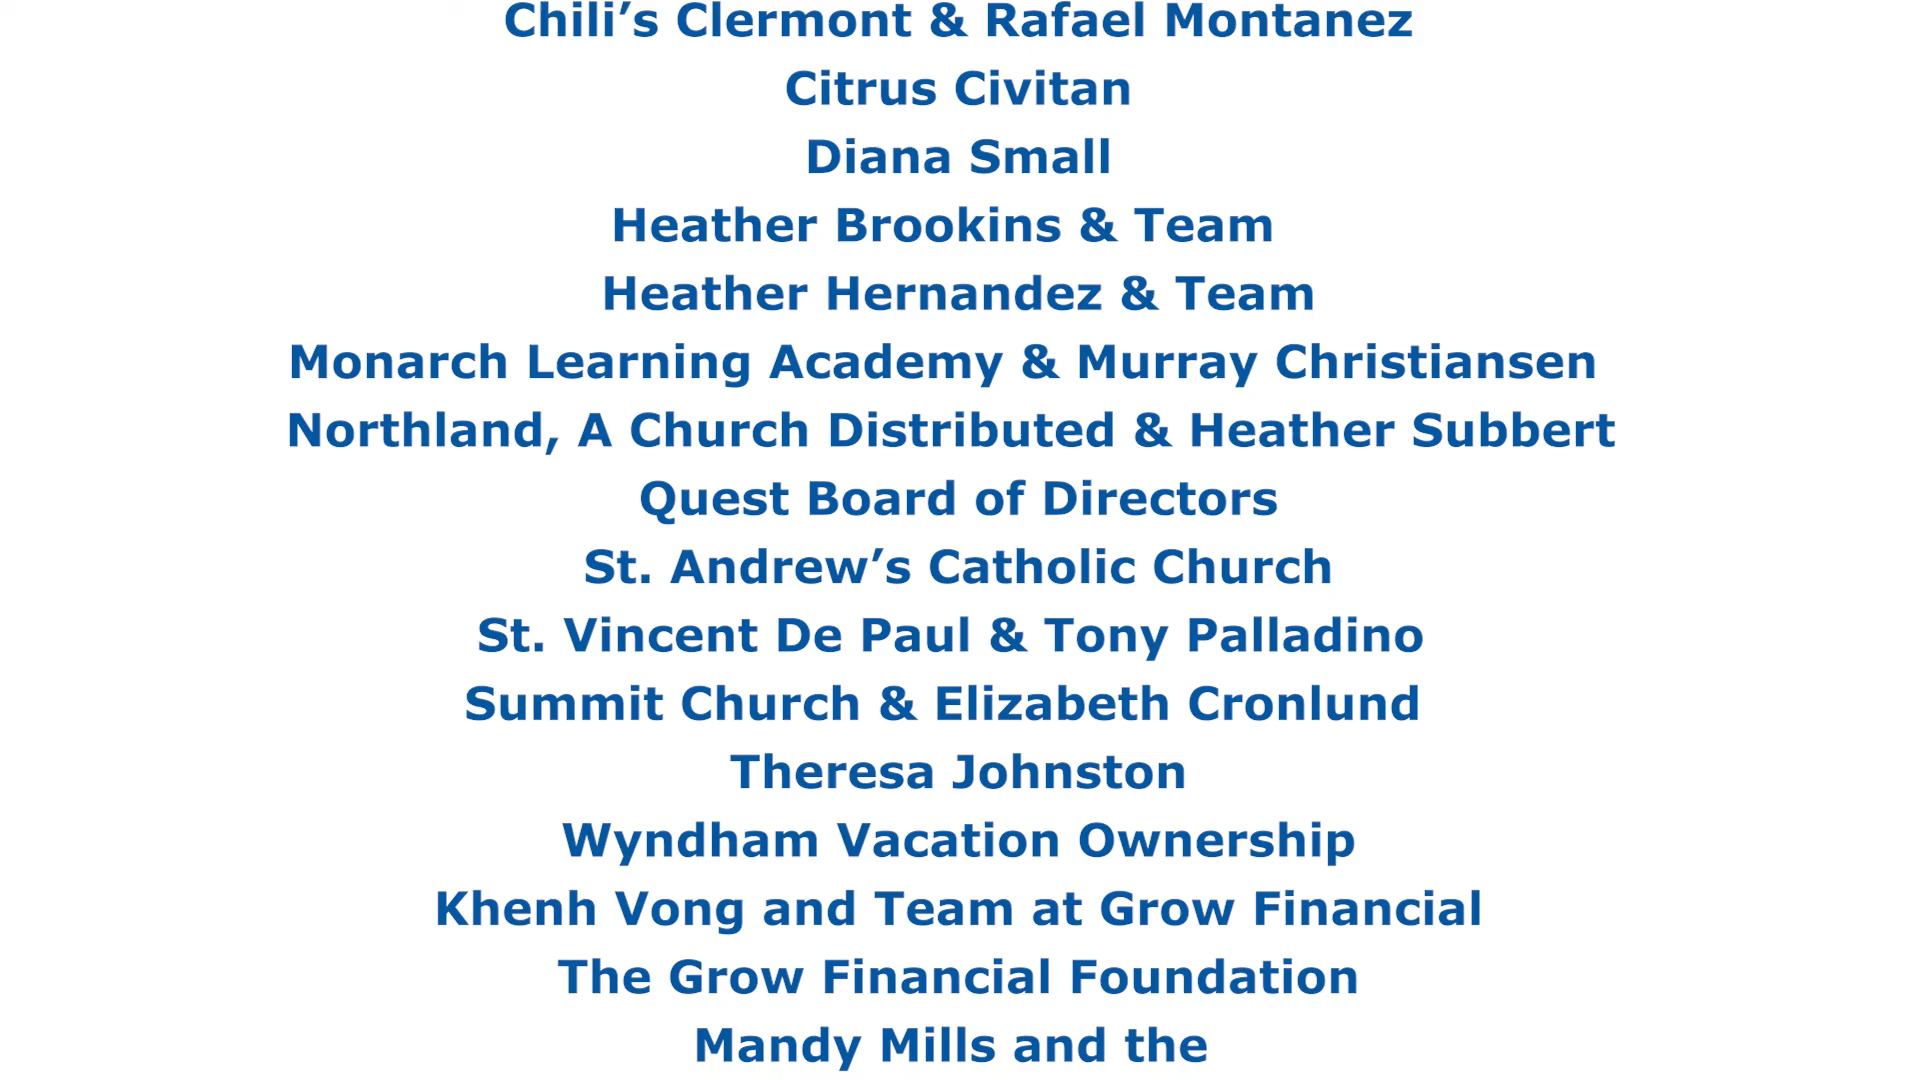 Chili’s Clermont & Rafael Montanez
Citrus Civitan
Diana Small
Heather Brookins & Team
Heather Hernandez & Team
Monarch Learning Academy & Murray Christiansen
Northland, A Church Distributed & Heather Subbert
Quest Board of Directors
St. Andrew’s Catholic Church
St. Vincent De Paul & Tony Palladino
Summit Church & Elizabeth Cronlund
Theresa Johnston
Wyndham Vacation Ownership
Khenh Vong and Team at Grow Financial
The Grow Financial Foundation
Mandy Mills and the